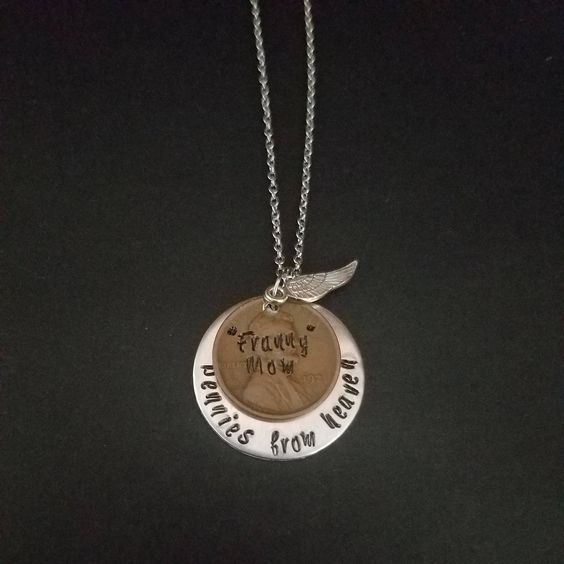 Franny
Mom
pennies from heaven